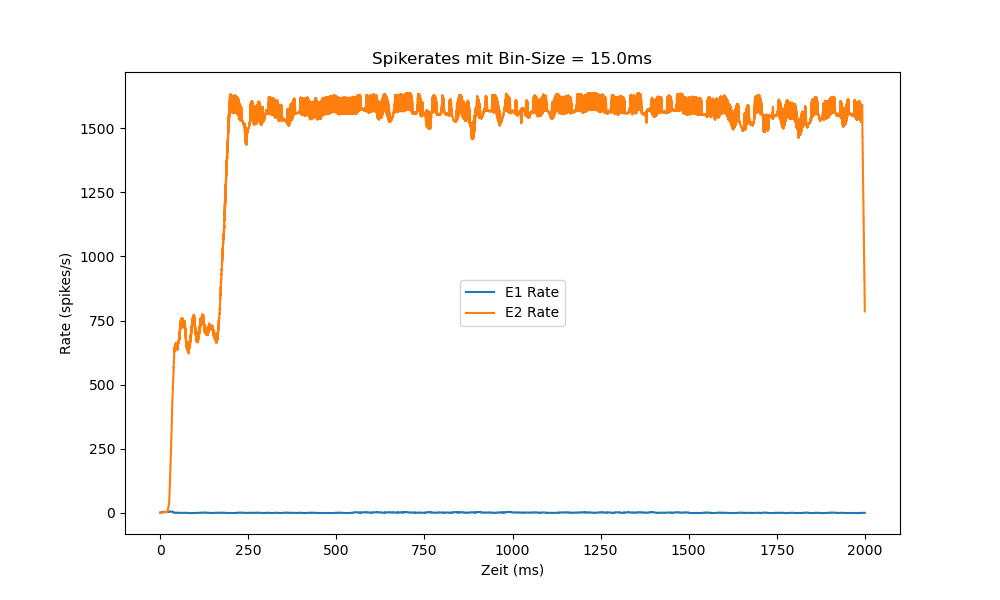 Spikerates mit Bin-Size = 15.0ms
Rate (spikes/s)
1500
1250
1000
750
500
250
0
E1 Rate
E2 Rate
0 250 500 750 1000 1250 1500 1750 2000
Zeit (ms)